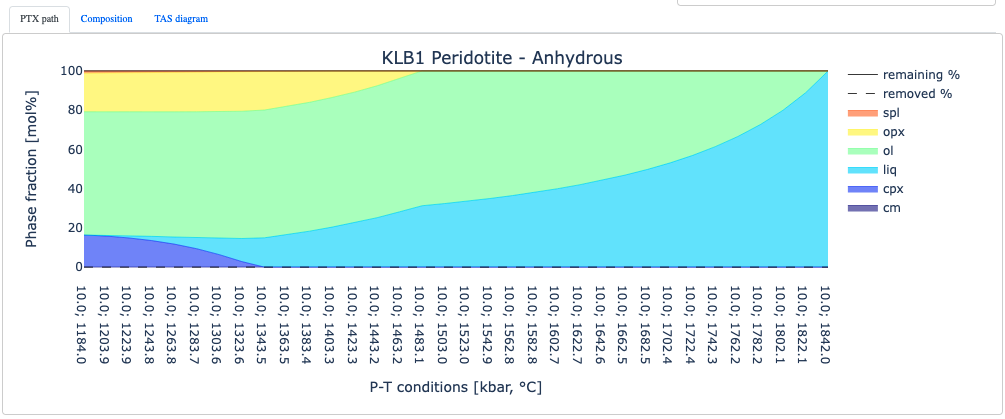 PTX path
Composition
TAS diagram
KLB1 Peridotite - Anhydrous
100
80
60
40
20
0
Phase fraction [mol%]
10.0; 1184.0
10.0; 1203.9
10.0; 1223.9
10.0; 1243.8
10.0; 1263.8
10.0; 1283.7
10.0; 1303.6
10.0; 1323.6
10.0; 1343.5
10.0; 1363.5
10.0; 1383.4
10.0; 1403.3
10.0; 1423.3
10.0; 1443.2
10.0; 1463.2
10.0; 1483.1
10.0; 1503.0
10.0; 1523.0
10.0; 1542.9
10.0; 1562.8
10.0; 1582.8
10.0; 1602.7
10.0; 1622.7
10.0; 1642.6
10.0; 1662.5
10.0; 1682.5
10.0; 1702.4
10.0; 1722.4
10.0; 1742.3
10.0; 1762.2
10.0; 1782.2
10.0; 1802.1
10.0; 1822.1
10.0; 1842.0
P-T conditions [kbar, °C]
remaining %
removed %
spl
opx
ol
liq
cpx
cm